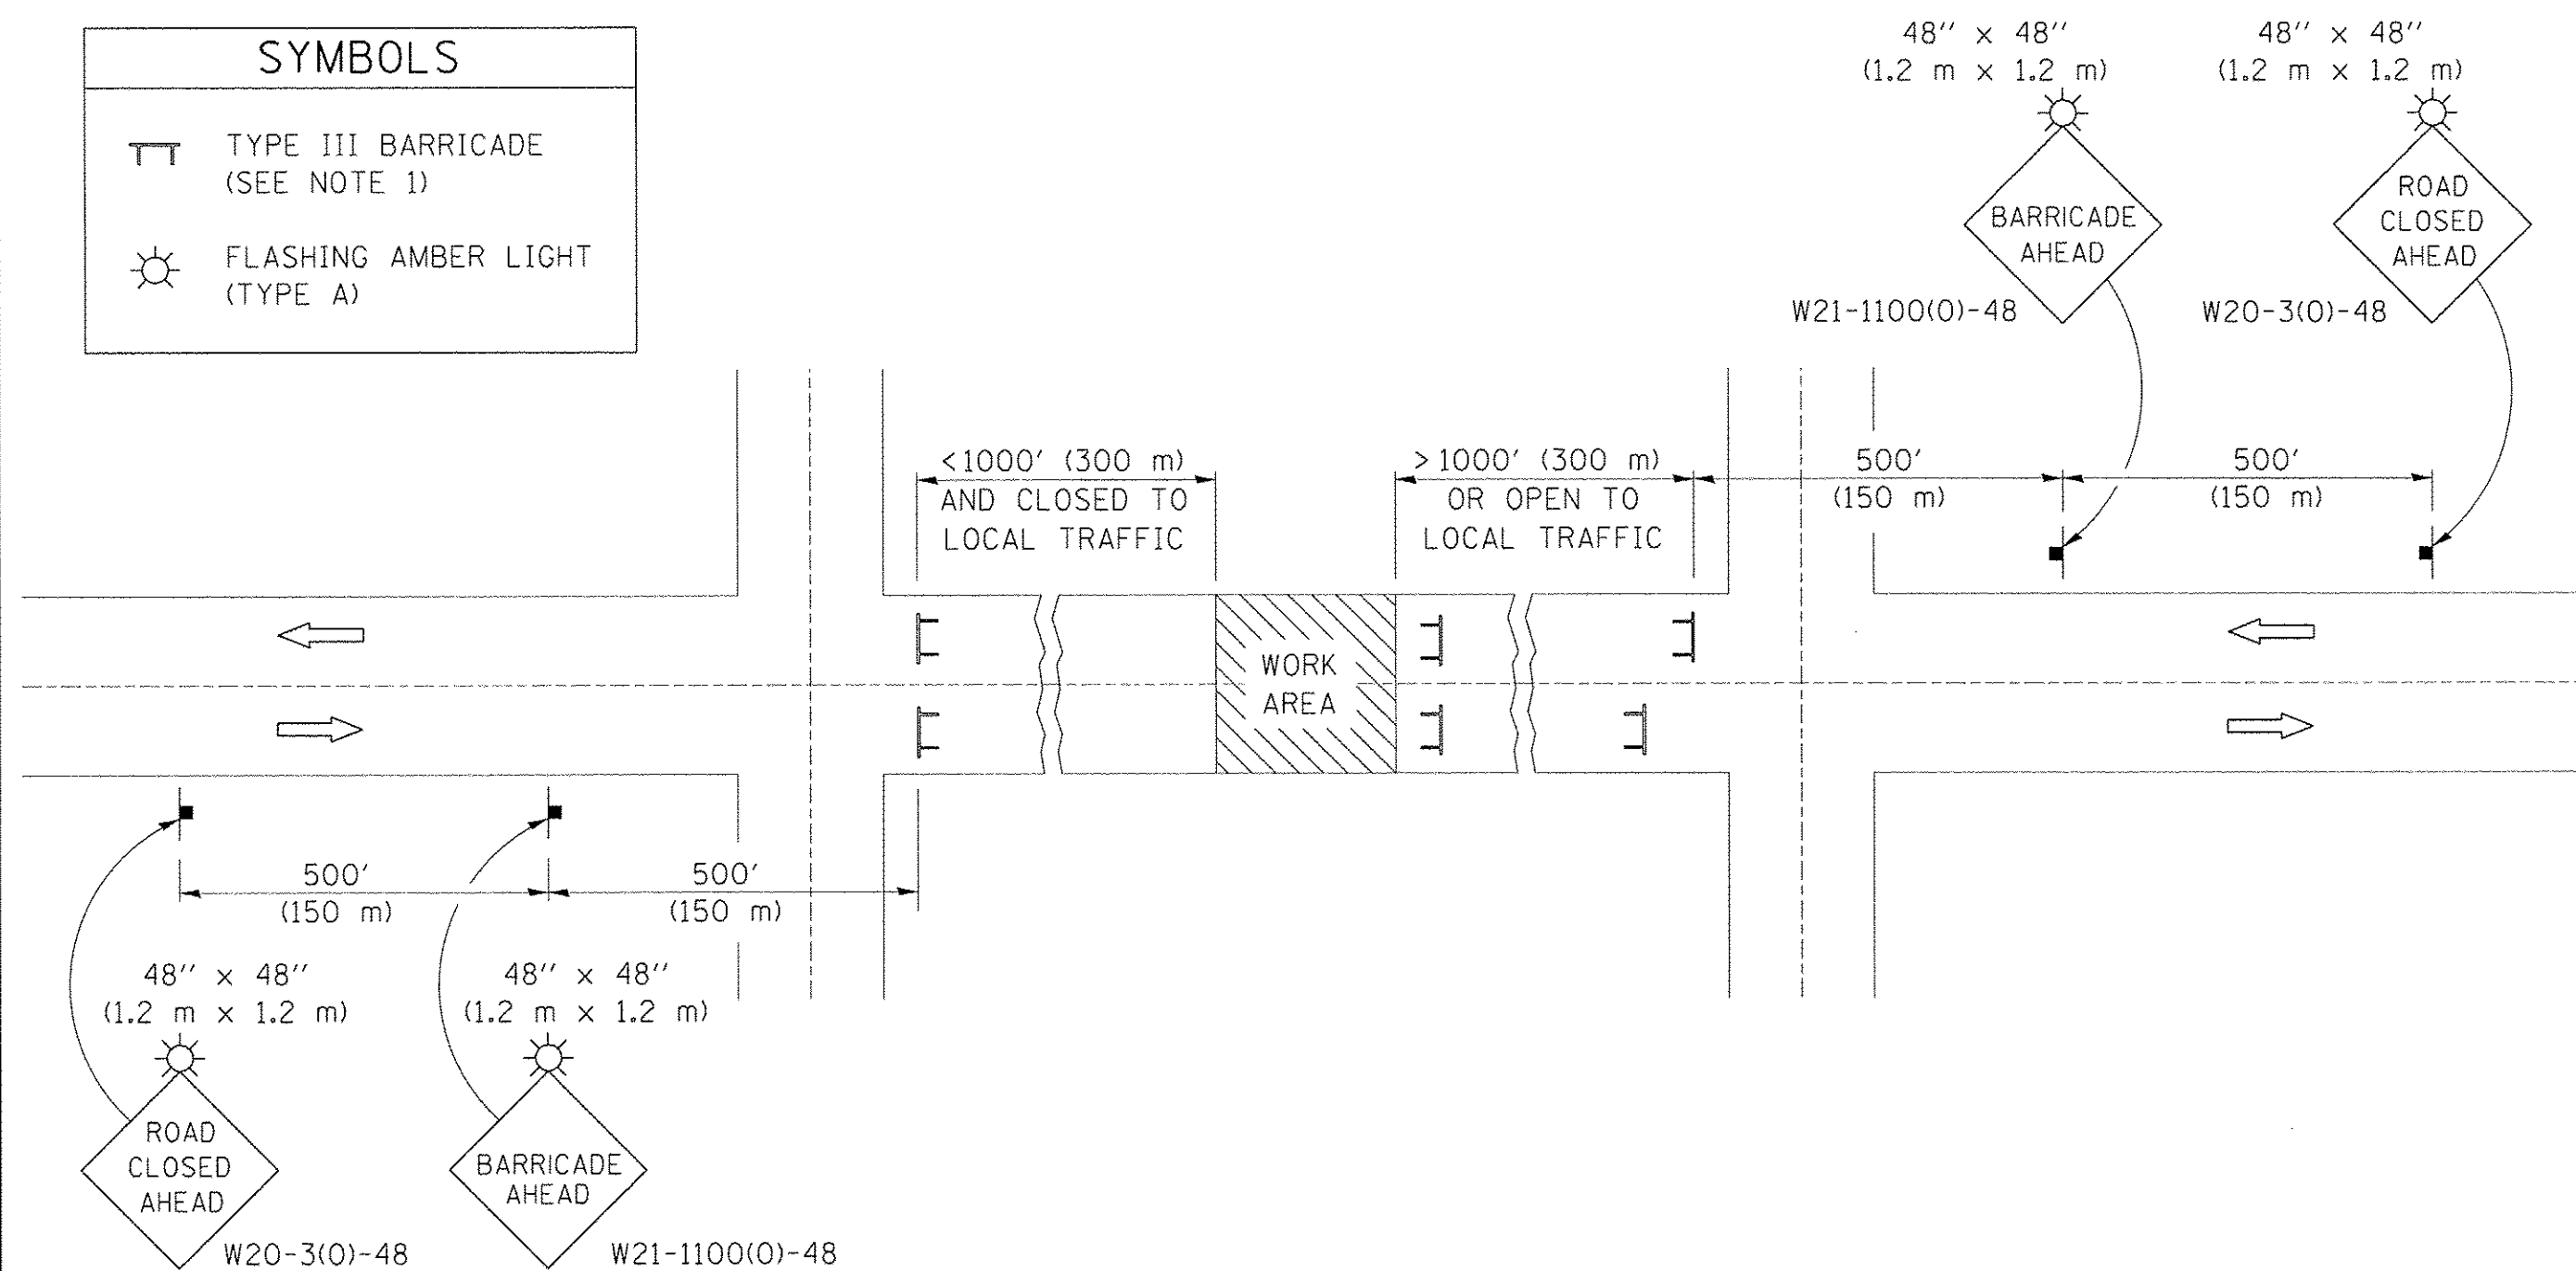 SYMBOLS
TYPE III BARRICADE
(SEE NOTE 1)
FLASHING AMBER LIGHT
(TYPE A)
48'' x 48''
(1.2 m x 1.2 m)
48'' x 48''
(1.2 m x 1.2 m)
BARRICADE
AHEAD
ROAD
CLOSED
AHEAD
W21-1100(O)-48
W20-3(O)-48
<1000' (300 m)
AND CLOSED TO
LOCAL TRAFFIC
>1000' (300 m)
OR OPEN TO
LOCAL TRAFFIC
500'
(150 m)
500'
(150 m)
WORK
AREA
500'
(150 m)
500'
(150 m)
48'' x 48''
(1.2 m x 1.2 m)
48'' x 48''
(1.2 m x 1.2 m)
ROAD
CLOSED
AHEAD
BARRICADE
AHEAD
W20-3(O)-48
W21-1100(O)-48